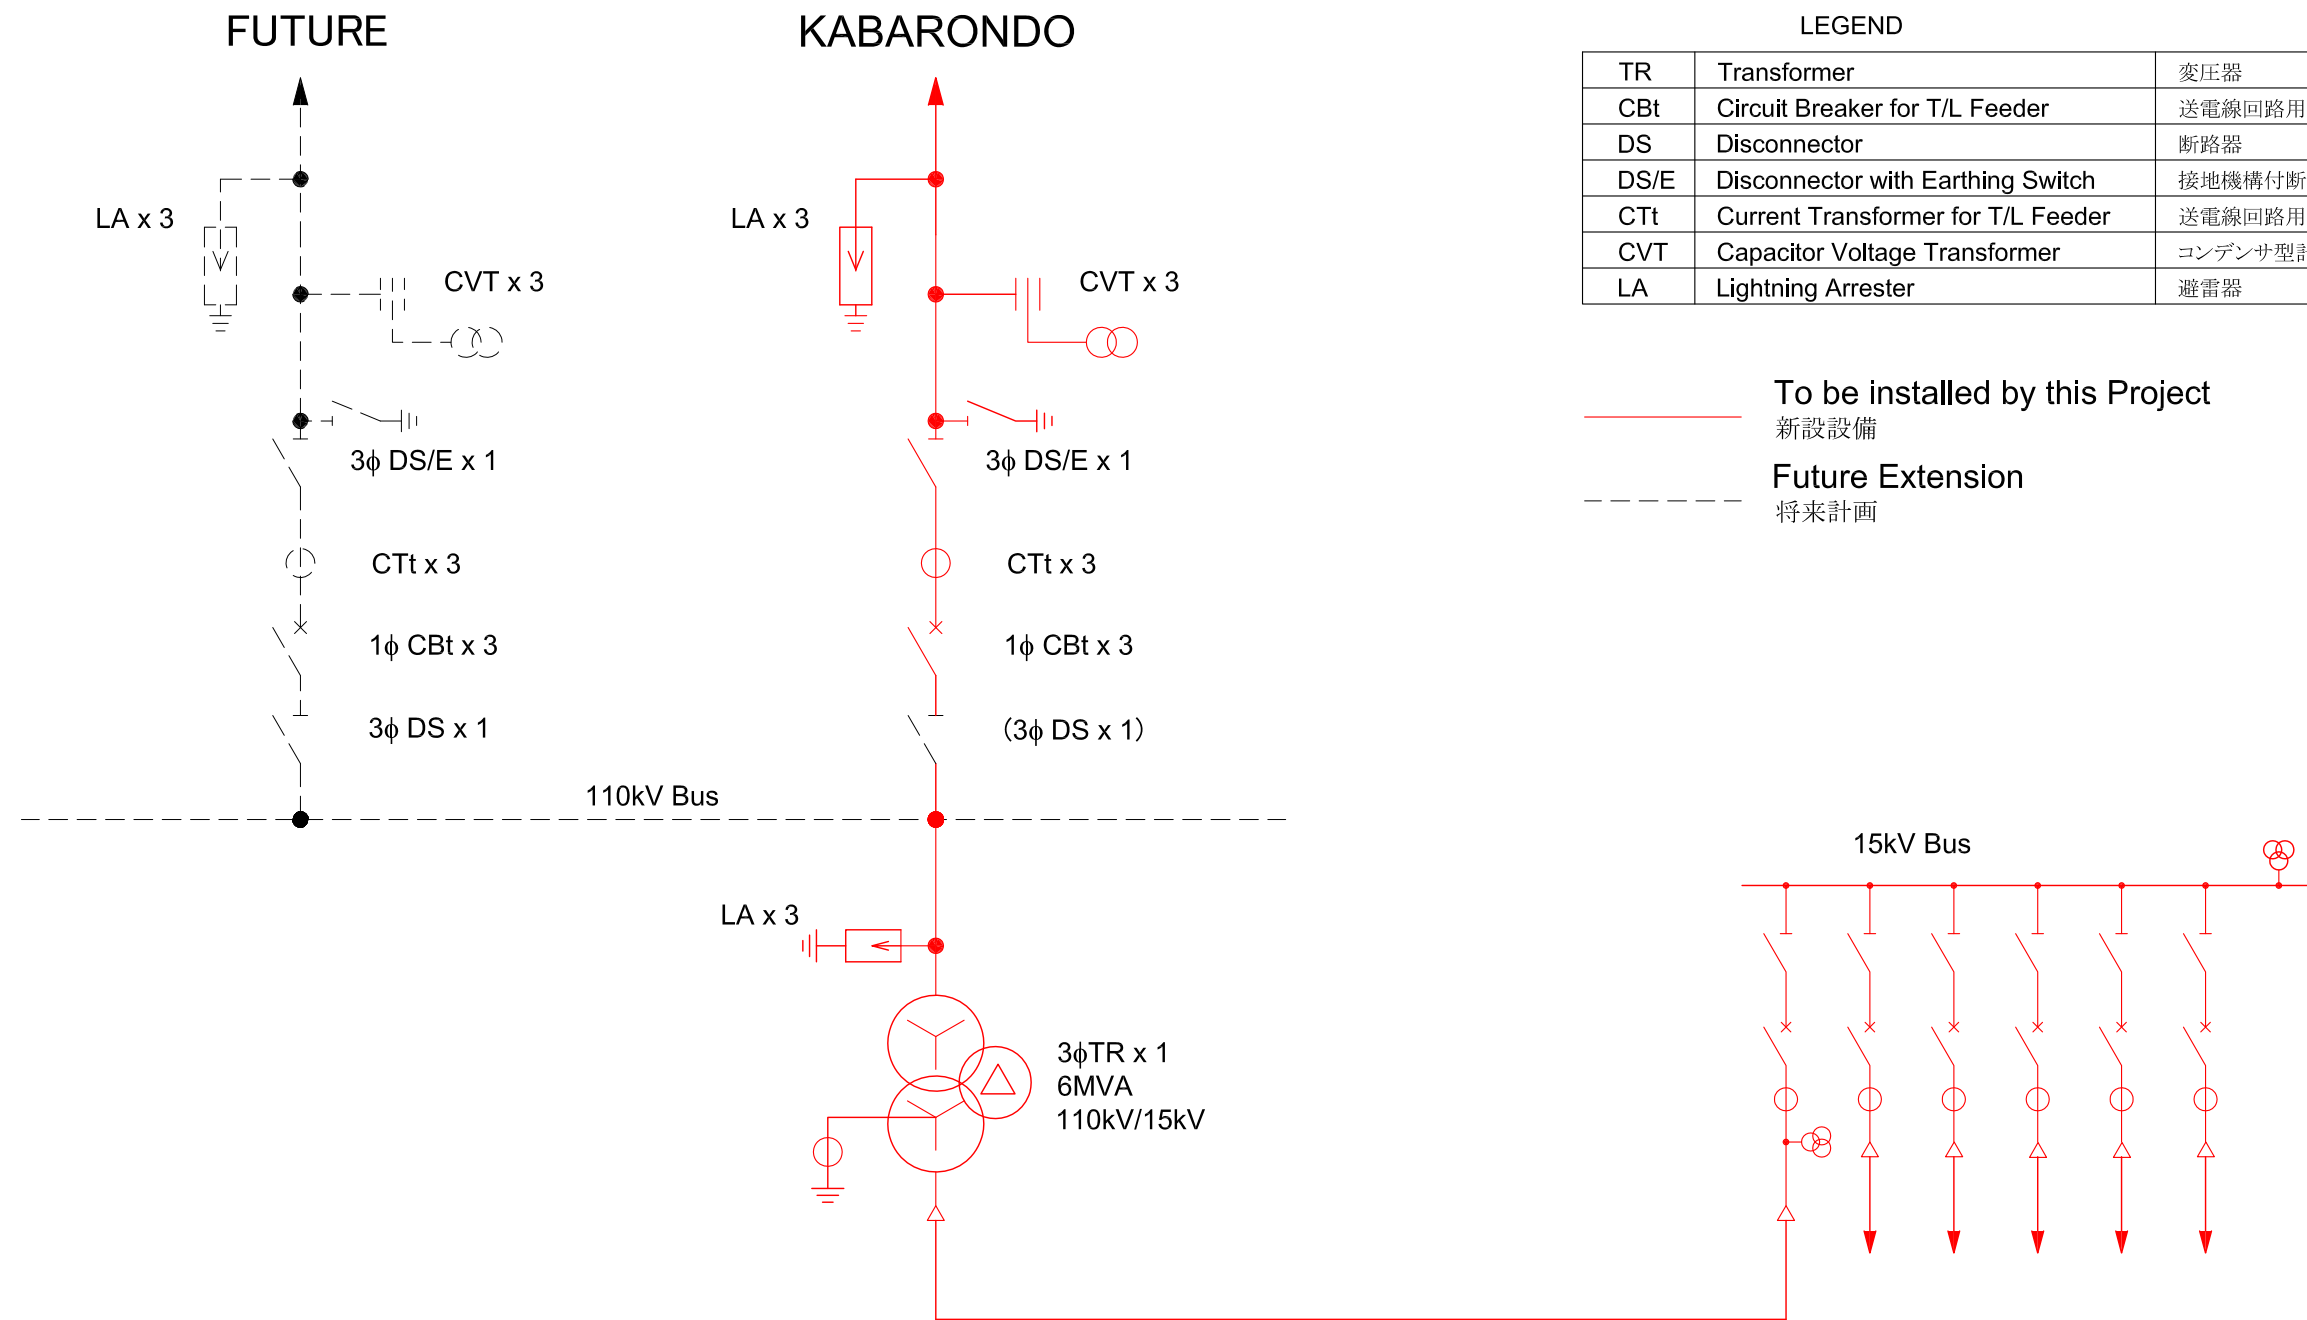 FUTURE
KABARONDO
LEGEND
TR Transformer 変圧器
CBt Circuit Breaker for T/L Feeder 送電線回路用
DS Disconnector 断路器
DS/E Disconnector with Earthing Switch 接地機構付断
CTt Current Transformer for T/L Feeder 送電線回路用
CVT Capacitor Voltage Transformer コンデンサ型
LA Lightning Arrester 避雷器
LA x 3
LA x 3
CVT x 3
CVT x 3
To be installed by this Project
新設設備
3ϕ DS/E x 1
3ϕ DS/E x 1
Future Extension
将来計画
CTt x 3
CTt x 3
1ϕ CBt x 3
1ϕ CBt x 3
3ϕ DS x 1
(3ϕ DS x 1)
110kV Bus
15kV Bus
LA x 3
3ϕTR x 1
6MVA
110kV/15kV